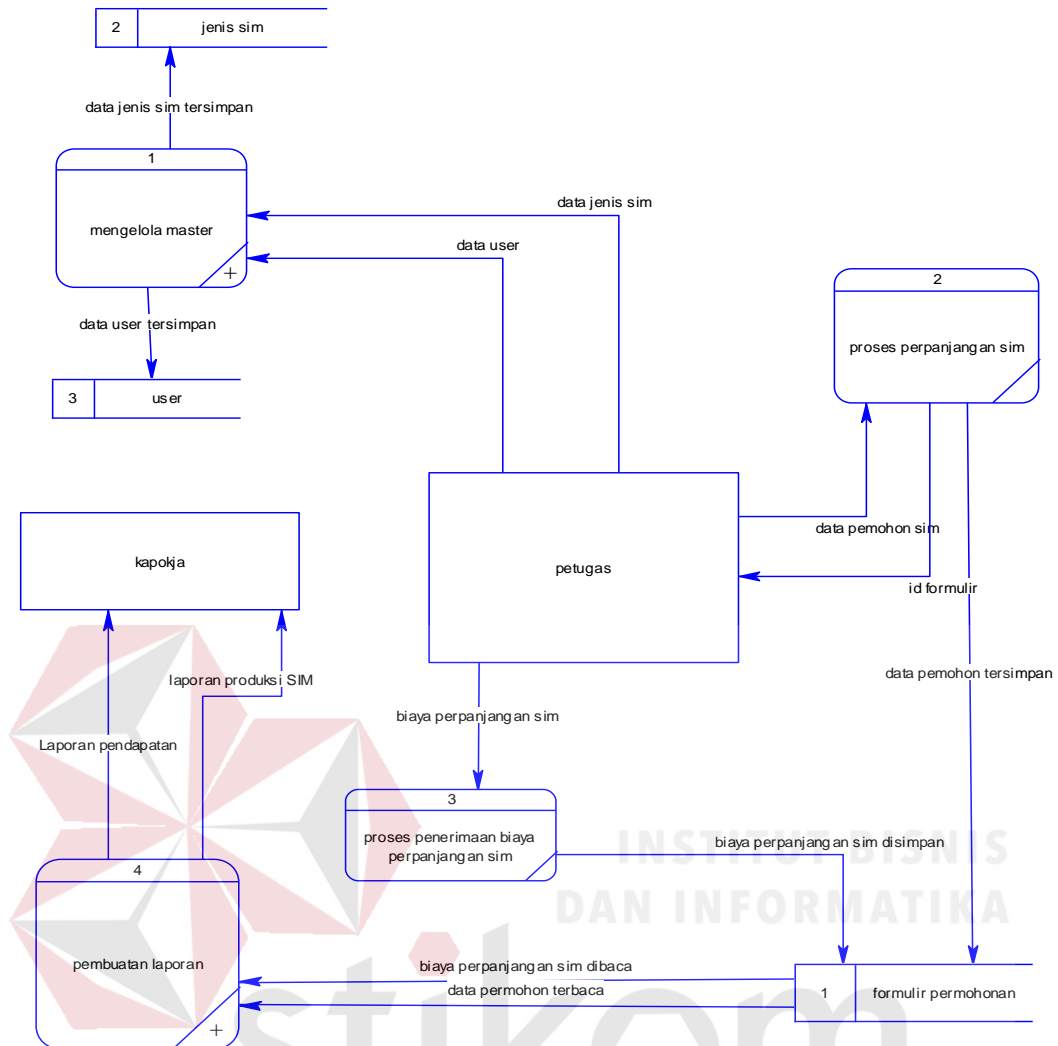 2 jenis sim
data jenis sim tersimpan
1
mengelola master
+
data jenis sim
data user
data user tersimpan
3 user
2
proses perpanjangan sim
kapokja
petugas
data pemohon sim
id formulir
data pemohon tersimpan
laporan produksi SIM
Laporan pendapatan
biaya perpanjangan sim
3
proses penerimaan biaya
perpanjangan sim
biaya perpanjangan sim disimpan
INSTITUT BISNIS
DAN INFORMATIKA
4
pembuatan laporan
+
biaya perpanjangan sim dibaca
data permohon terbaca
1 formulir permohonan
stikom